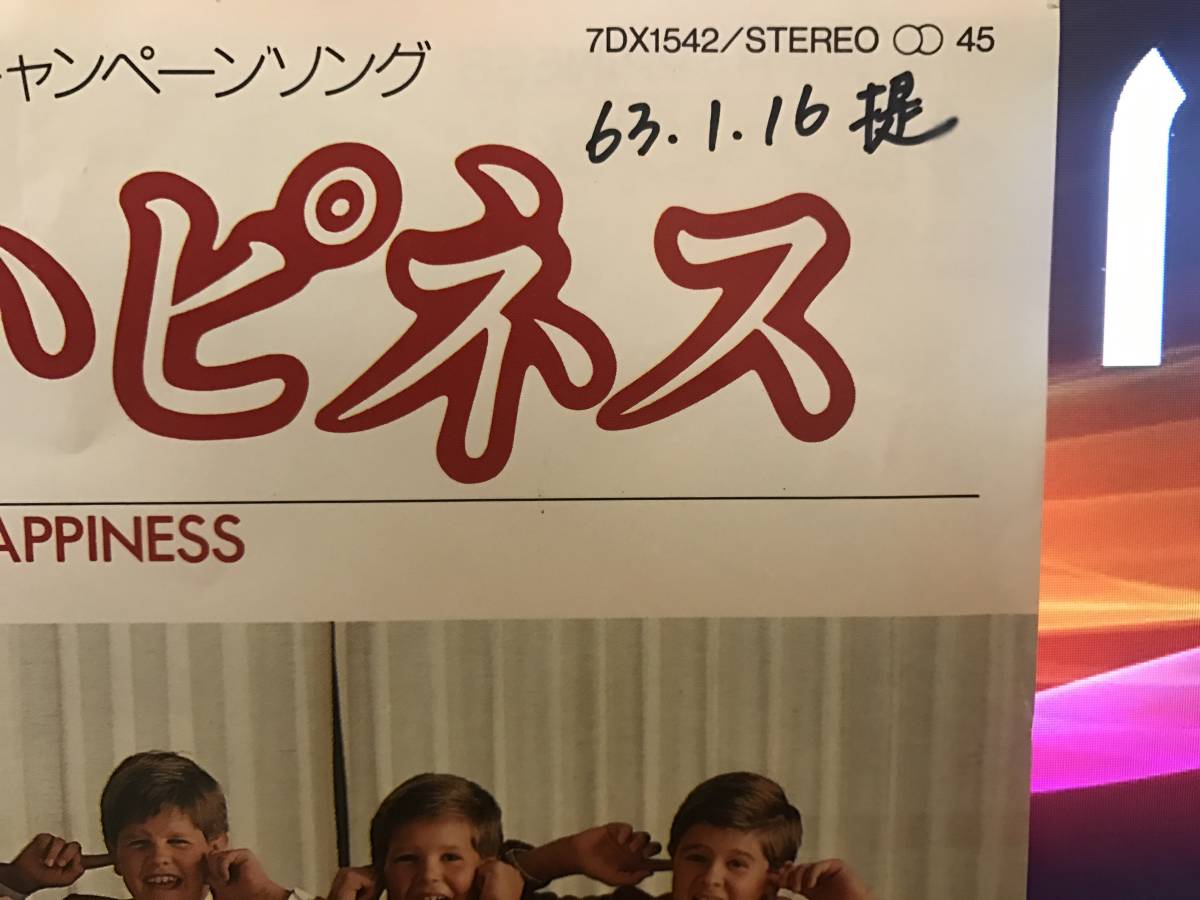 7DX1542/STEREO 45
ャンペーンソング
63.1.16 提
ハピネス
APPINESS